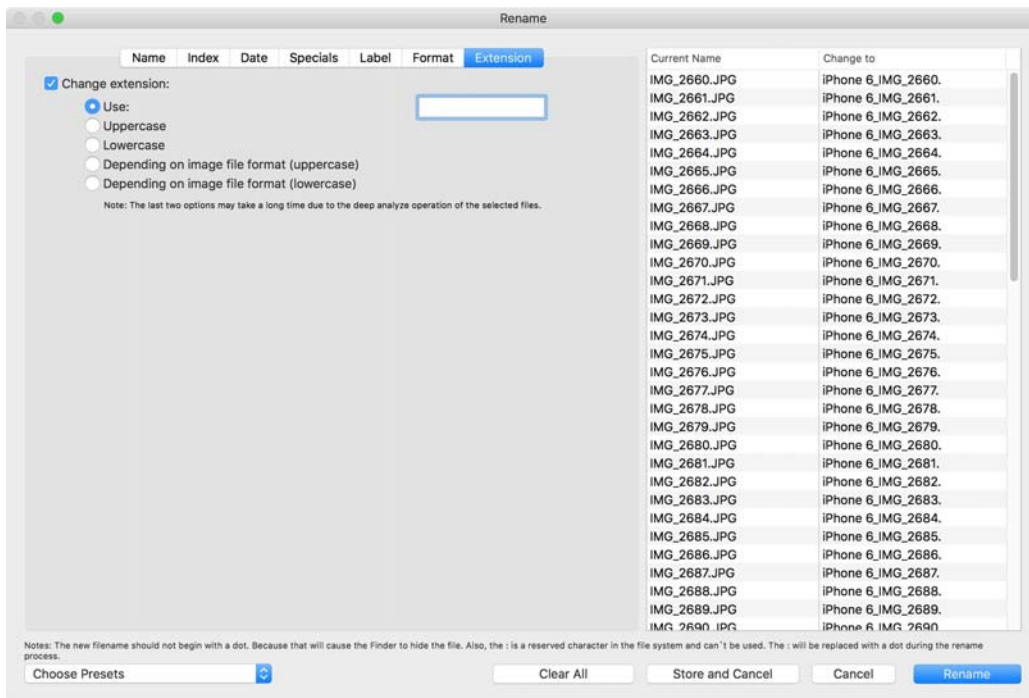 Rename
Name Index Date Specials Label Format Extension
Change extension:
Use:
Uppercase
Lowercase
Depending on image file format (uppercase)
Depending on image file format (lowercase)
Note: The last two options may take a long time due to the deep analyze operation of the selected files.
Current Name Change to
IMG_2660.JPG iPhone 6_IMG_2660.
IMG_2661.JPG iPhone 6_IMG_2661.
IMG_2662.JPG iPhone 6_IMG_2662.
IMG_2663.JPG iPhone 6_IMG_2663.
IMG_2664.JPG iPhone 6_IMG_2664.
IMG_2665.JPG iPhone 6_IMG_2665.
IMG_2666.JPG iPhone 6_IMG_2666.
IMG_2667.JPG iPhone 6_IMG_2667.
IMG_2668.JPG iPhone 6_IMG_2668.
IMG_2669.JPG iPhone 6_IMG_2669.
IMG_2670.JPG iPhone 6_IMG_2670.
IMG_2671.JPG iPhone 6_IMG_2671.
IMG_2672.JPG iPhone 6_IMG_2672.
IMG_2673.JPG iPhone 6_IMG_2673.
IMG_2674.JPG iPhone 6_IMG_2674.
IMG_2675.JPG iPhone 6_IMG_2675.
IMG_2676.JPG iPhone 6_IMG_2676.
IMG_2677.JPG iPhone 6_IMG_2677.
IMG_2678.JPG iPhone 6_IMG_2678.
IMG_2679.JPG iPhone 6_IMG_2679.
IMG_2680.JPG iPhone 6_IMG_2680.
IMG_2681.JPG iPhone 6_IMG_2681.
IMG_2682.JPG iPhone 6_IMG_2682.
IMG_2683.JPG iPhone 6_IMG_2683.
IMG_2684.JPG iPhone 6_IMG_2684.
IMG_2685.JPG iPhone 6_IMG_2685.
IMG_2686.JPG iPhone 6_IMG_2686.
IMG_2687.JPG iPhone 6_IMG_2687.
IMG_2688.JPG iPhone 6_IMG_2688.
IMG_2689.JPG iPhone 6_IMG_2689.
IMG_2690.JPG iPhone 6_IMG_2690
Notes: The new filename should not begin with a dot. Because that will cause the Finder to hide the file. Also, the : is a reserved character in the file system and can`t be used. The : will be replaced with a dot during the rename
process.
Choose Presets Clear All Store and Cancel Cancel Rename